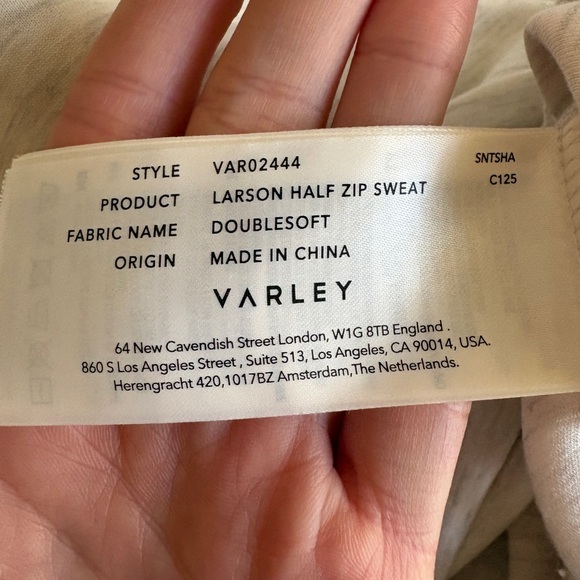 STYLE VAR02444
PRODUCT LARSON HALF ZIP SWEAT
FABRIC NAME DOUBLESOFT
ORIGIN MADE IN CHINA
SNTSHA
C125
VARLEY
64 New Cavendish Street London, W1G 8TB England .
860 S Los Angeles Street , Suite 513, Los Angeles, CA 90014, USA.
Herengracht 420,1017BZ Amsterdam,The Netherlands.